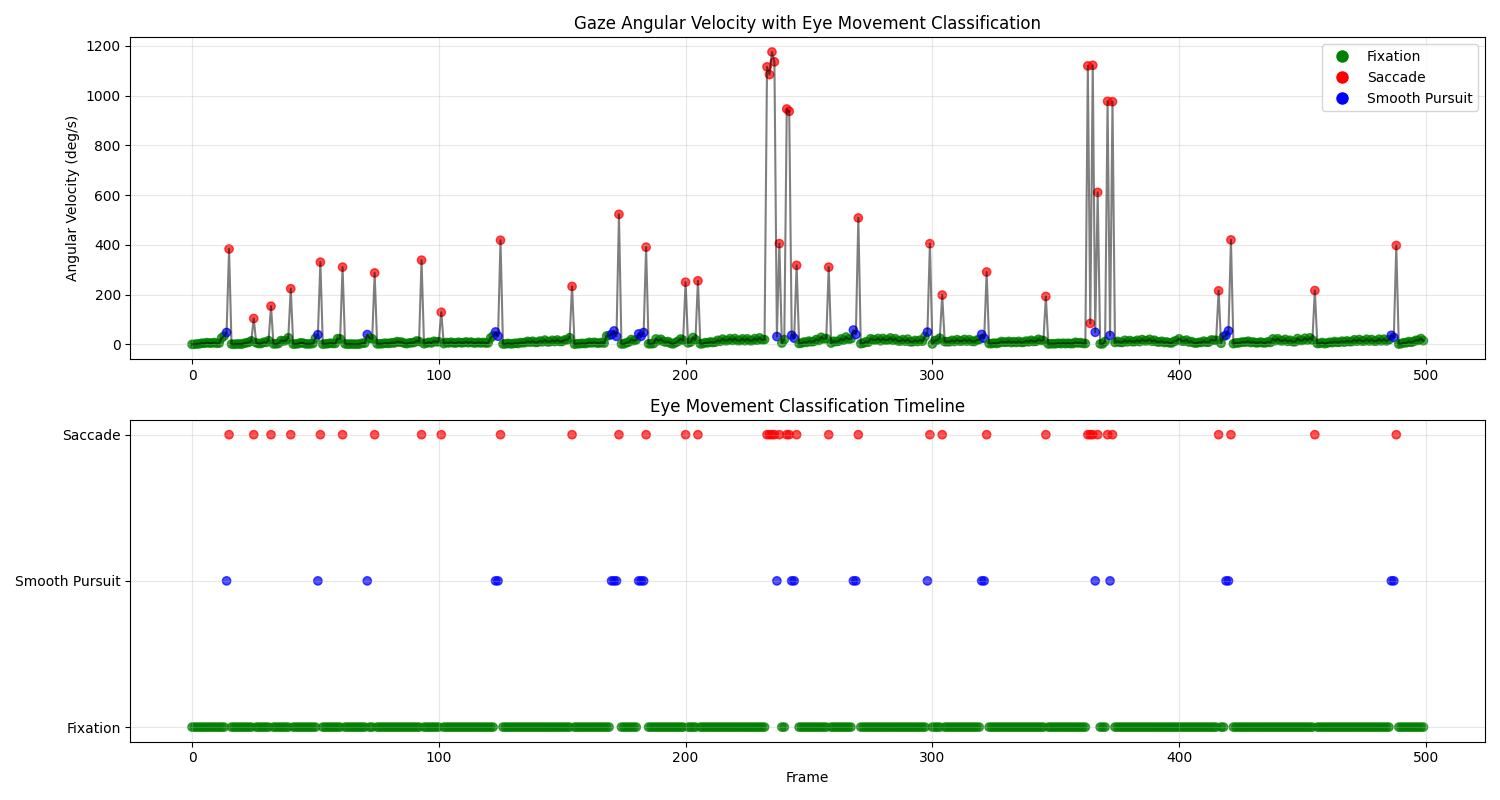 Gaze Angular Velocity with Eye Movement Classification
Angular Velocity (deg/s)
1200
1000
800
600
400
200
0
Fixation
Saccade
Smooth Pursuit
0 100 200 300 400 500
Eye Movement Classification Timeline
Saccade
Smooth Pursuit
Fixation
0 100 200 300 400 500
Frame